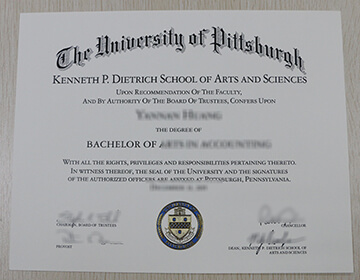 The University of Pittsburgh
KENNETH P. DIETRICH SCHOOL OF ARTS AND SCIENCES
UPON RECOMMENDATION OF THE FACULTY,
AND BY AUTHORITY OF THE BOARD OF TRUSTEES, CONFERS UPON
THE DEGREE OF
BACHELOR OF
WITH ALL THE RIGHTS, PRIVILEGES AND RESPONSIBILITIES PERTAINING THERETO.
IN WITNESS THEREOF, THE SEAL OF THE UNIVERSITY AND THE SIGNATURES
OF THE AUTHORIZED OFFICERS ARE AFFIXED AT PITTSBURGH, PENNSYLVANIA.
CHAIR, BOARD OF TRUSTEES
CHANCELLOR
PROVOST
DEAN, KENNETH P. DIETRICH SCHOOL OF
ARTS AND SCIENCES